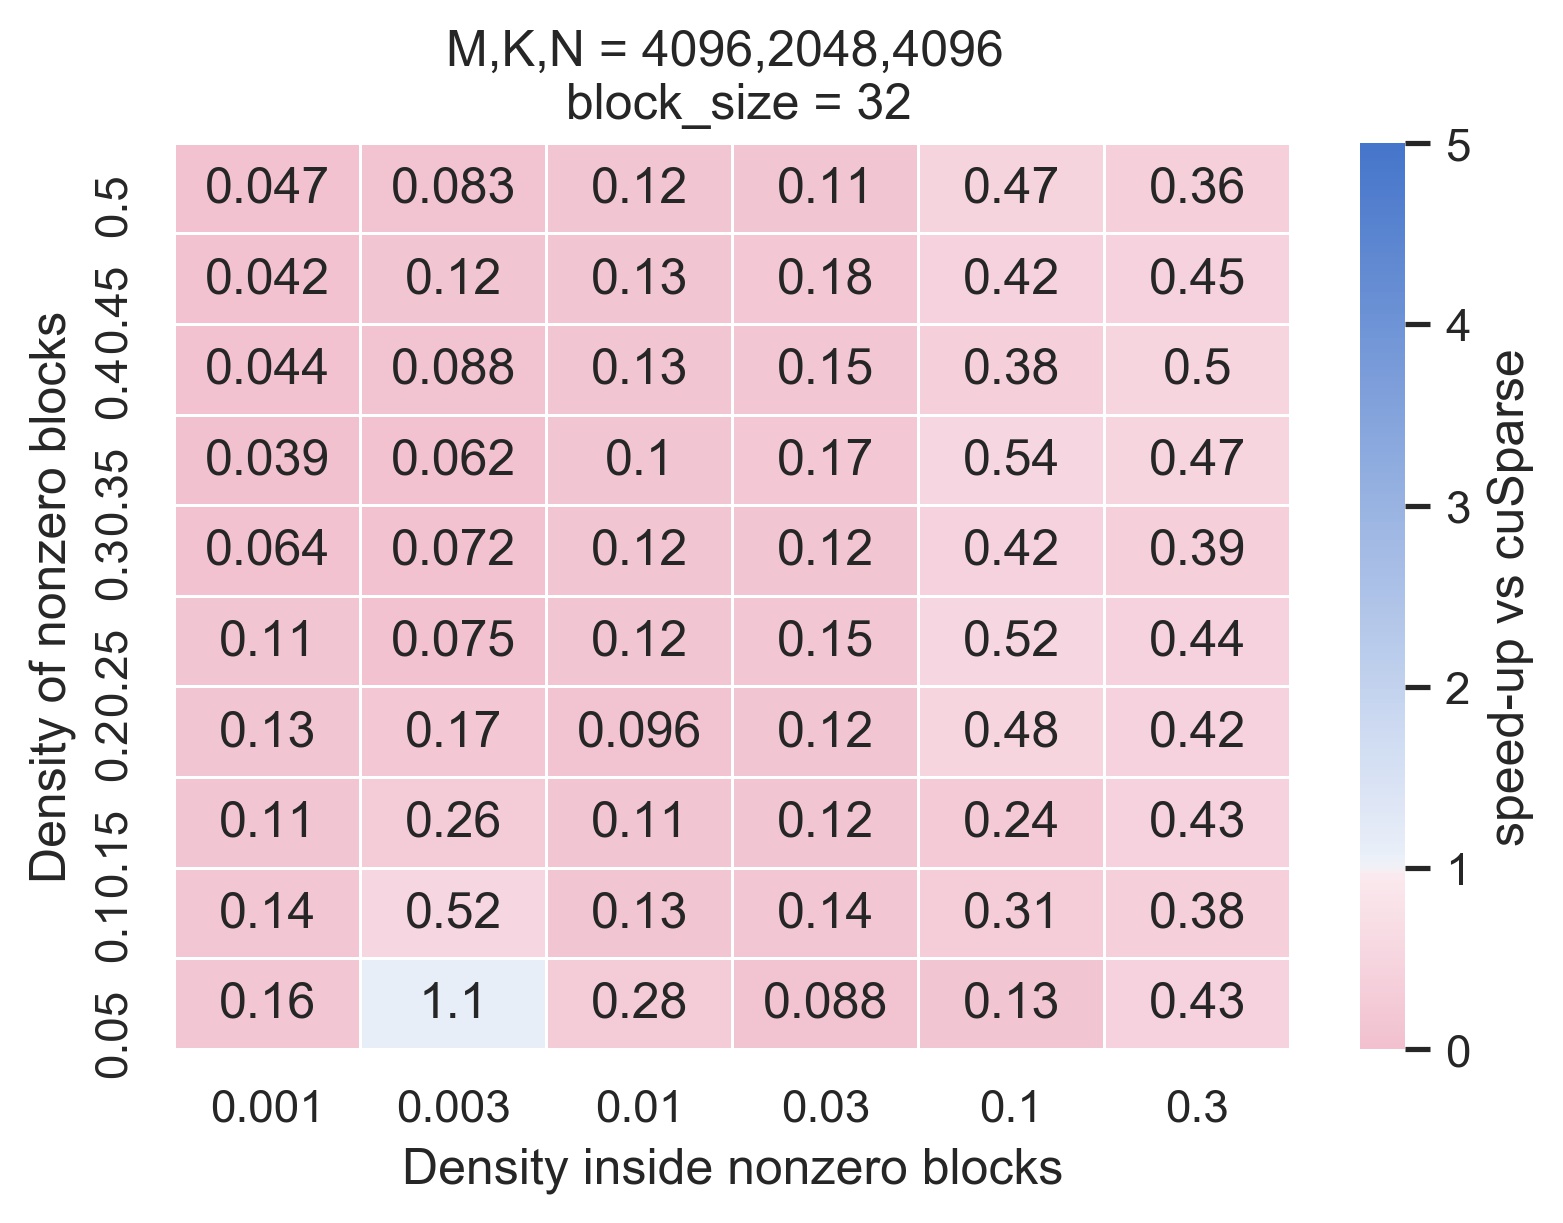 M,K,N = 4096,2048,4096
block_size = 32
Density of nonzero blocks
0.5 0.047 0.083 0.12 0.11 0.47 0.36
0.45 0.042 0.12 0.13 0.18 0.42 0.45
0.4 0.044 0.088 0.13 0.15 0.38 0.5
0.35 0.039 0.062 0.1 0.17 0.54 0.47
0.3 0.064 0.072 0.12 0.12 0.42 0.39
0.25 0.11 0.075 0.12 0.15 0.52 0.44
0.2 0.13 0.17 0.096 0.12 0.48 0.42
0.15 0.11 0.26 0.11 0.12 0.24 0.43
0.1 0.14 0.52 0.13 0.14 0.31 0.38
0.05 0.16 1.1 0.28 0.088 0.13 0.43
0.001 0.003 0.01 0.03 0.1 0.3
Density inside nonzero blocks
5
4
3
2
1
0
speed-up vs cuSparse